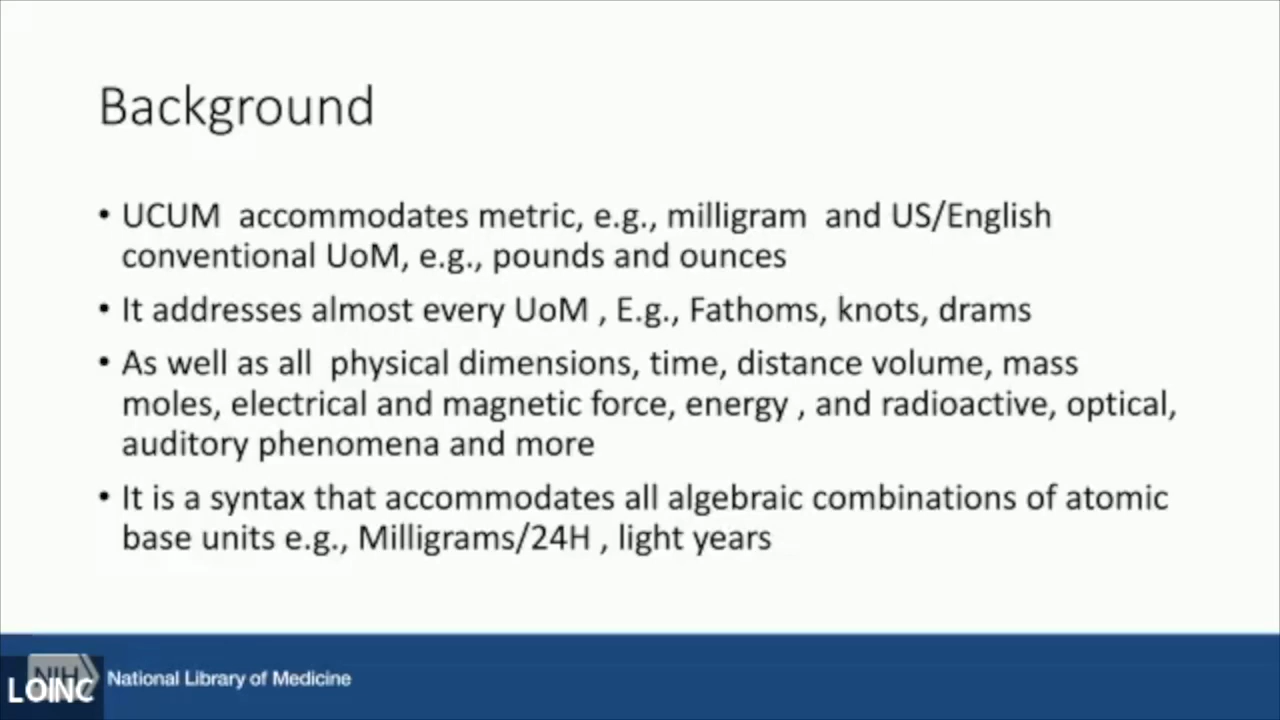 Background
• UCUM accommodates metric, e.g., milligram and US/English
conventional UoM, e.g., pounds and ounces
• It addresses almost every UoM , E.g., Fathoms, knots, drams
• As well as all physical dimensions, time, distance volume, mass
moles, electrical and magnetic force, energy , and radioactive, optical,
auditory phenomena and more
• It is a syntax that accommodates all algebraic combinations of atomic
base units e.g., Milligrams/24H , light years
NIH
LOINC
National Library of Medicine